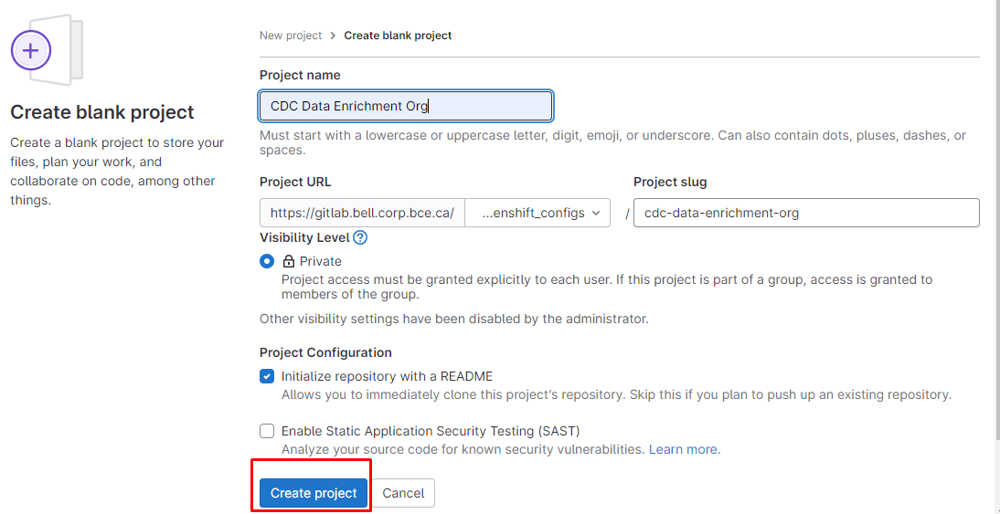 New project > Create blank project
Create blank project
Create a blank project to store your
files, plan your work, and
collaborate on code, among other
things.
Project name
CDC Data Enrichment Org
Must start with a lowercase or uppercase letter, digit, emoji, or underscore. Can also contain dots, pluses, dashes, or
spaces.
Project URL
Project slug
https://gitlab.bell.corp.bce.ca/ ...enshift_configs / cdc-data-enrichment-org
Visibility Level ?
Private
Project access must be granted explicitly to each user. If this project is part of a group, access is granted to
members of the group.
Other visibility settings have been disabled by the administrator.
Project Configuration
Initialize repository with a README
Allows you to immediately clone this project's repository. Skip this if you plan to push up an existing repository.
Enable Static Application Security Testing (SAST)
Analyze your source code for known security vulnerabilities. Learn more.
Create project
Cancel